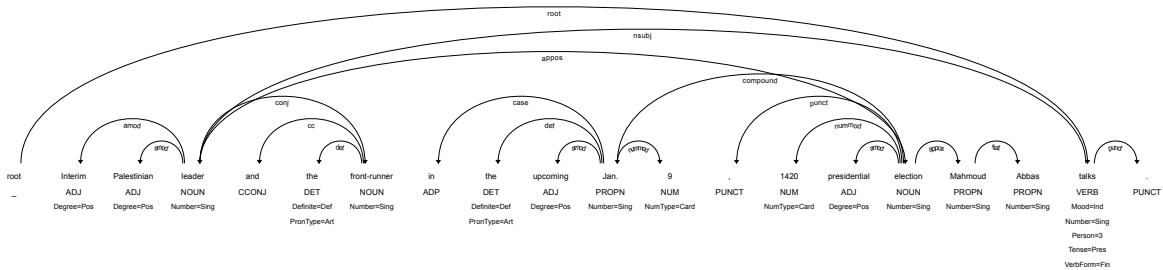 root
nsubj
appos
compound
conj case punct
amod cc det nummod
amod det amod nummod amod appos flat punct
root Interim Palestinian leader and the front-runner in the upcoming Jan. 9 , 1420 presidential election Mahmoud Abbas talks .
_ ADJ ADJ NOUN CCONJ DET NOUN ADP DET ADJ PROPN NUM PUNCT NUM ADJ NOUN PROPN PROPN VERB PUNCT
Degree=Pos Degree=Pos Number=Sing Definite=Def Number=Sing Definite=Def Degree=Pos Number=Sing NumType=Card NumType=Card Degree=Pos Number=Sing Number=Sing Number=Sing Mood=Ind
PronType=Art PronType=Art Number=Sing
Person=3
Tense=Pres
VerbForm=Fin